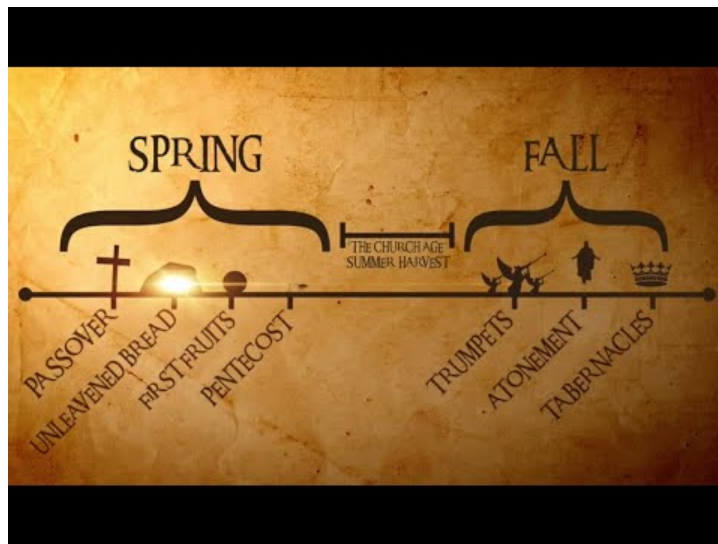 SPRING
FALL
THE CHURCH AGE
SUMMER HARVEST
PASSOVER
UNLEAVENED BREAD
FIRST FRUITS
PENTECOST
TRUMPETS
ATONEMENT
TABERNACLES